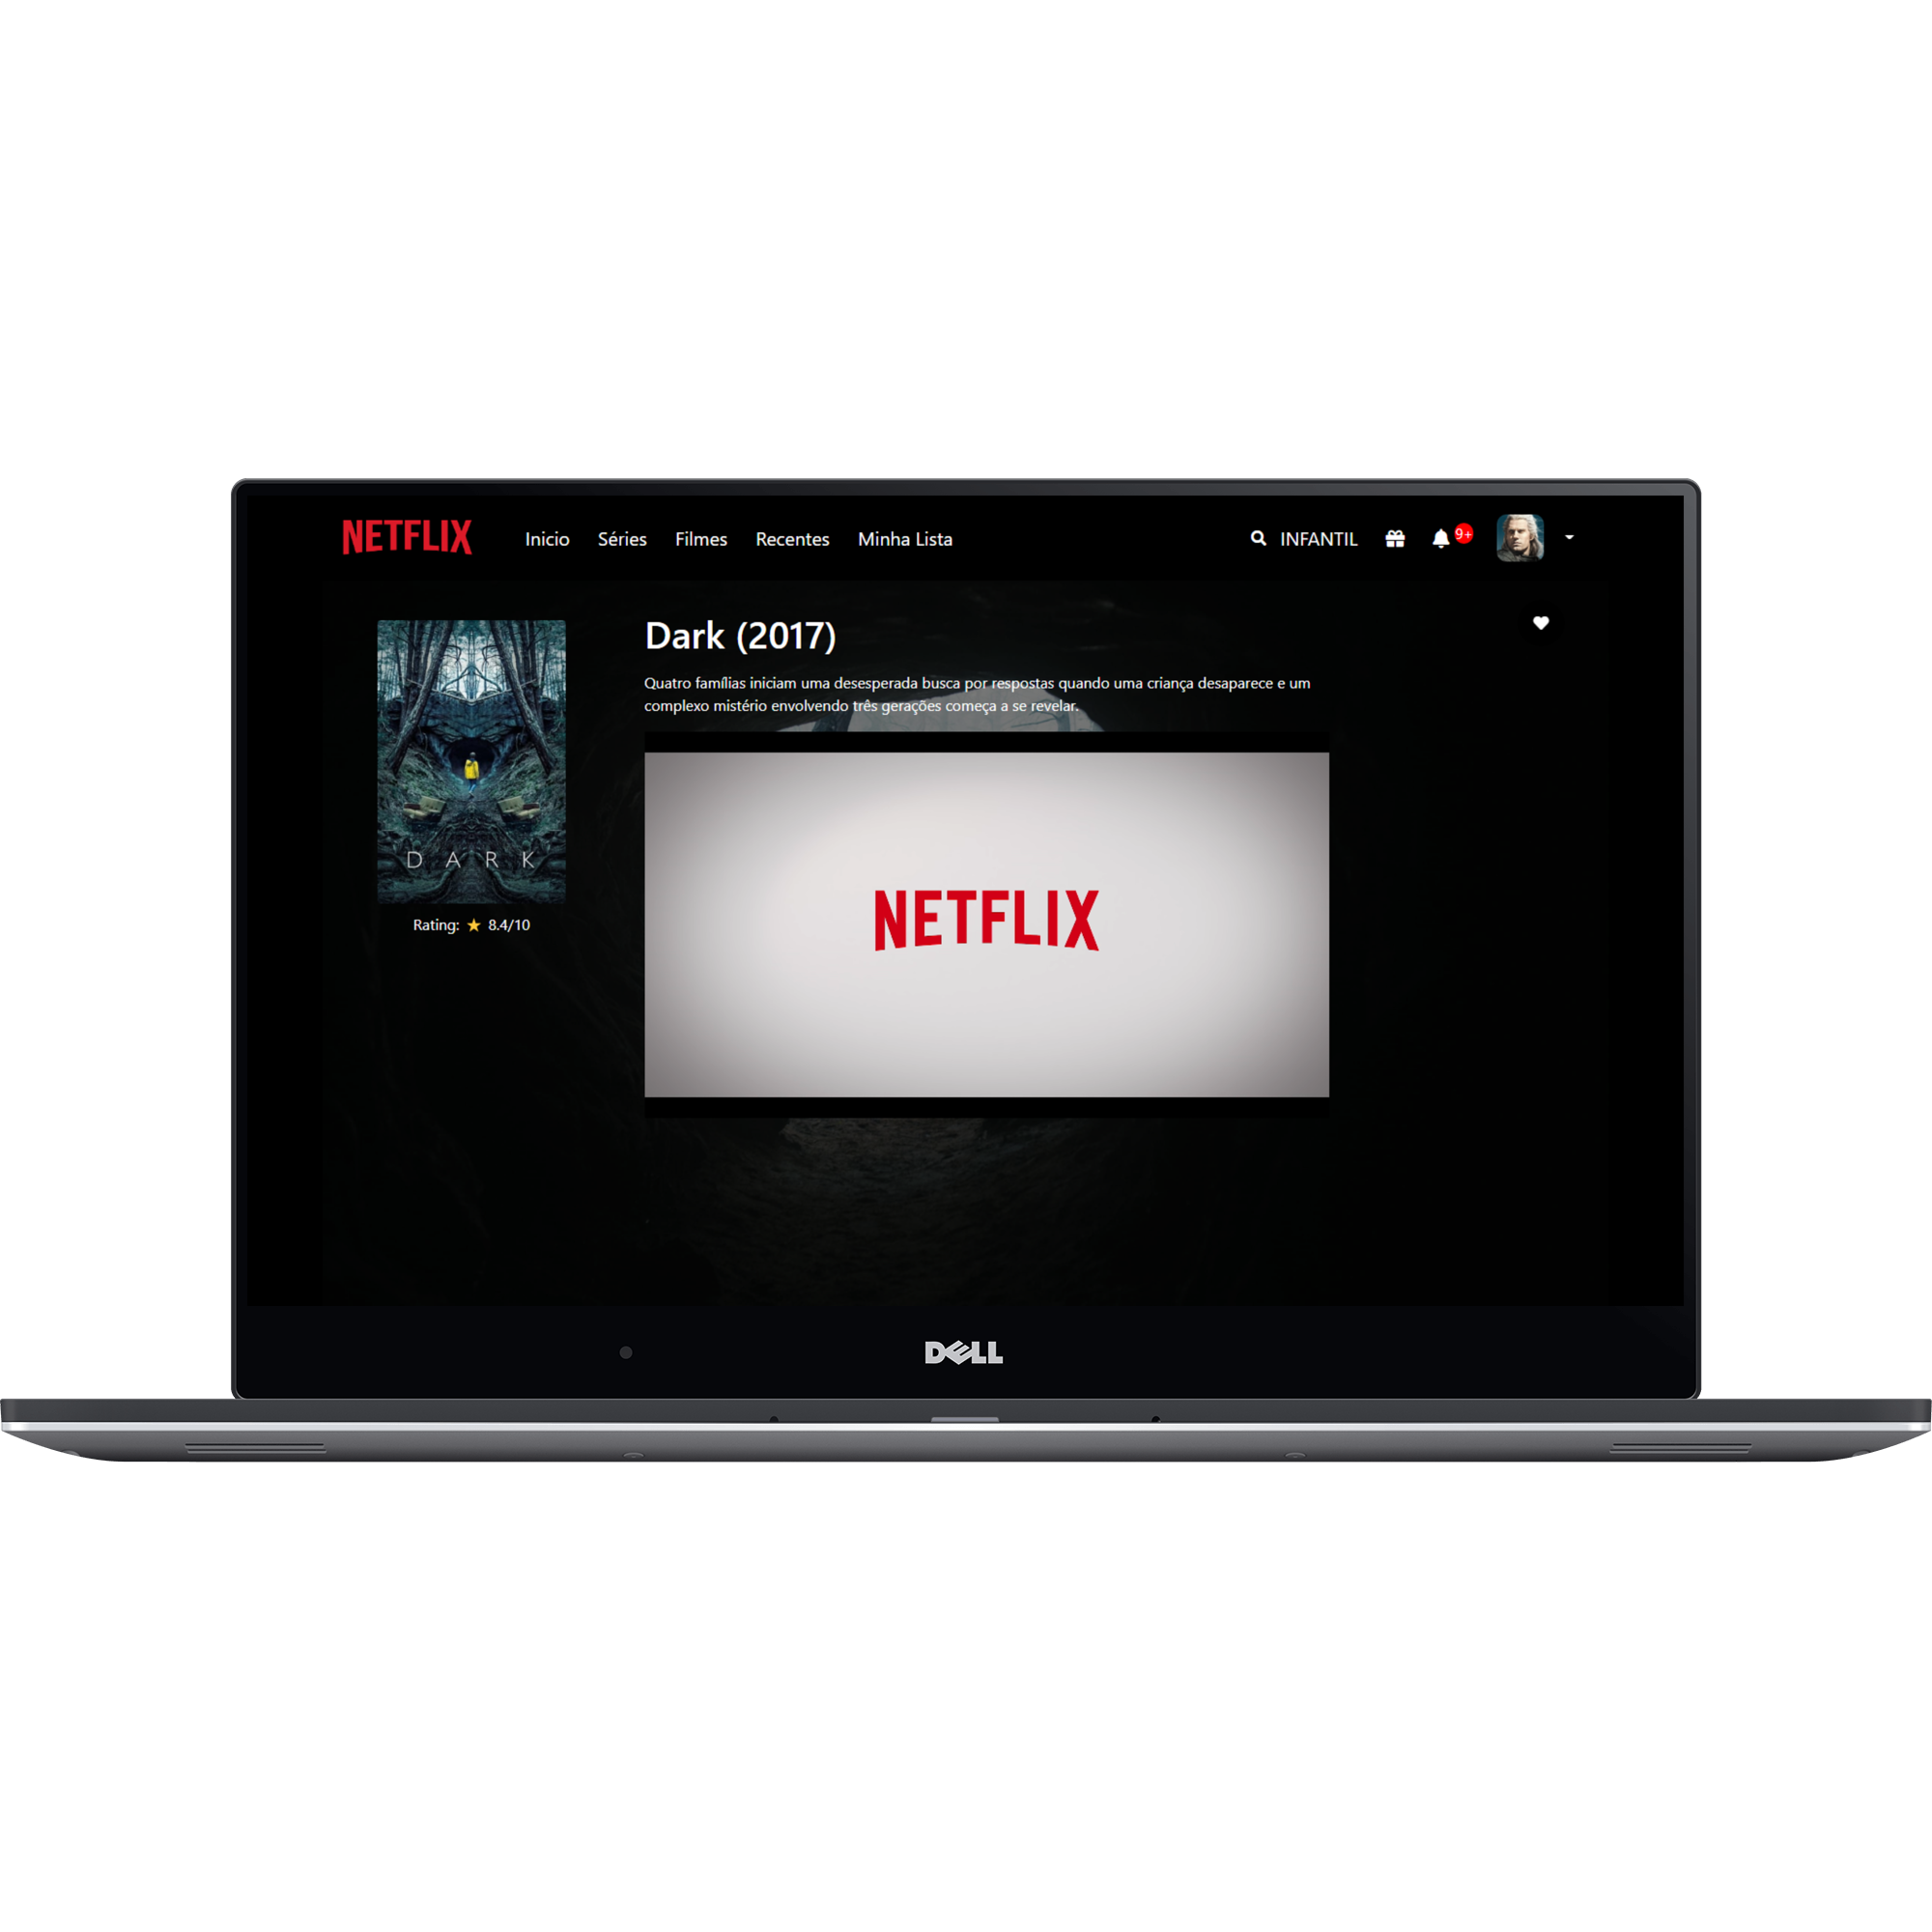 NETFLIX Inicio Séries Filmes Recentes Minha Lista INFANTIL 9+
Dark (2017)
Quatro famílias iniciam uma desesperada busca por respostas quando uma criança desaparece e um
complexo mistério envolvendo três gerações começa a se revelar.
DARK
Rating: ★ 8.4/10
NETFLIX
DELL